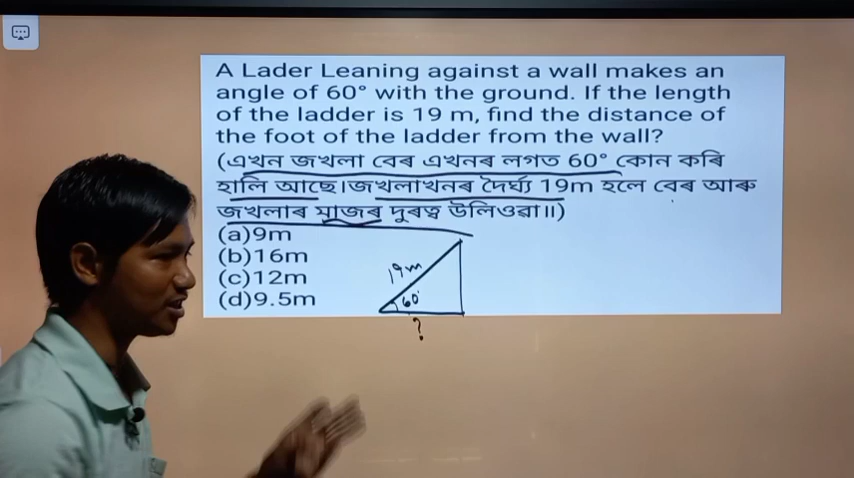 A Lader Leaning against a wall makes an
angle of 60° with the ground. If the length
of the ladder is 19 m, find the distance of
the foot of the ladder from the wall?
(এখন জখলা বেৰ এখনৰ লগত 60° কোন কৰি
হালি আছে।জখলাখনৰ দৈৰ্ঘ্য 19m হলে বেৰ আৰু
জখলাৰ মাজৰ দুৰত্ব উলিওৱা॥)
(a)9m
(b)16m
(c)12m
(d)9.5m
19m
60°
?